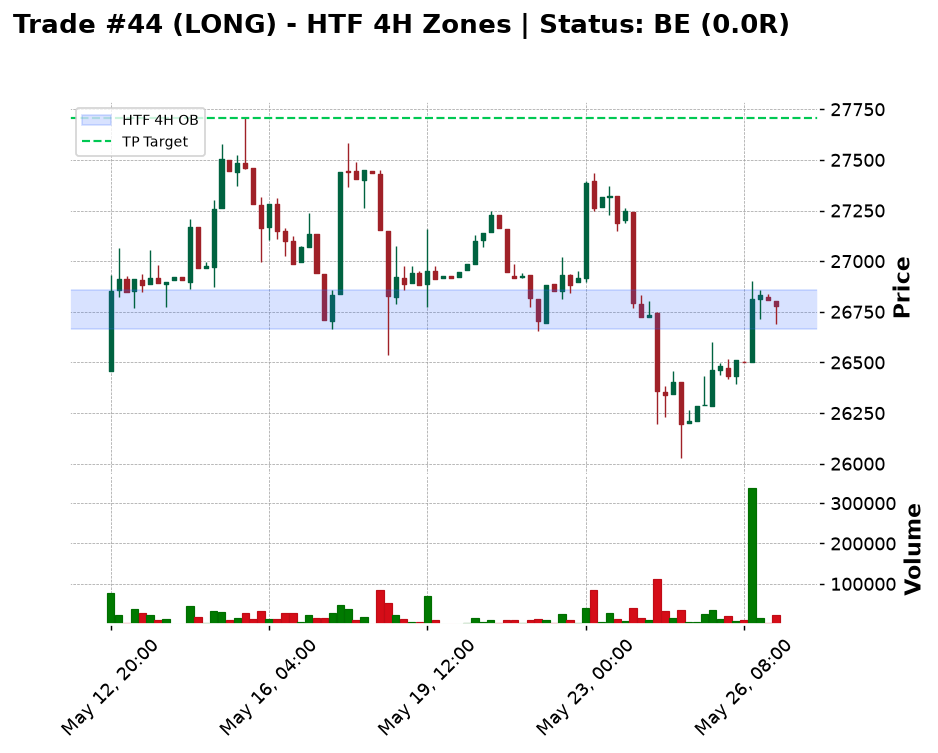 Trade #44 (LONG) - HTF 4H Zones | Status: BE (0.0R)
HTF 4H OB
TP Target
27750
27500
27250
27000
26750
26500
26250
26000
Price
300000
200000
100000
Volume
May 12, 20:00
May 16, 04:00
May 19, 12:00
May 23, 00:00
May 26, 08:00